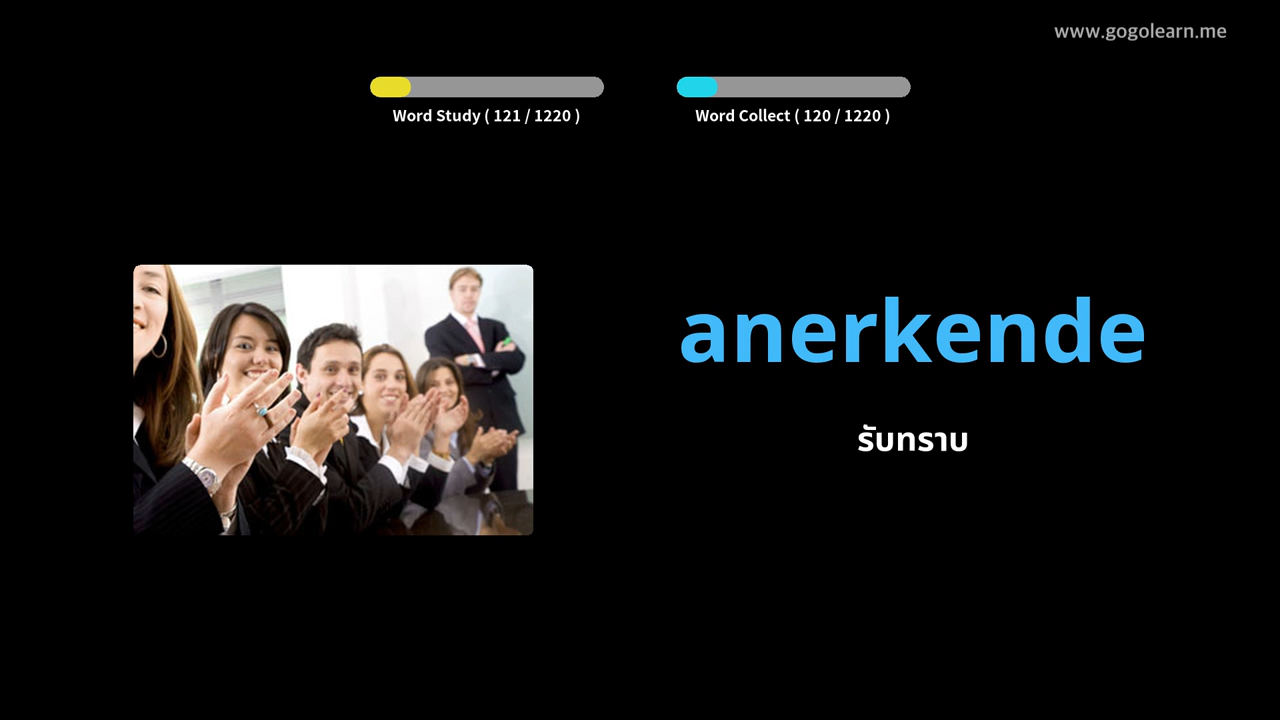 www.gogolearn.me
Word Study ( 121 / 1220 )
Word Collect ( 120 / 1220 )
anerkende
รับทราบ